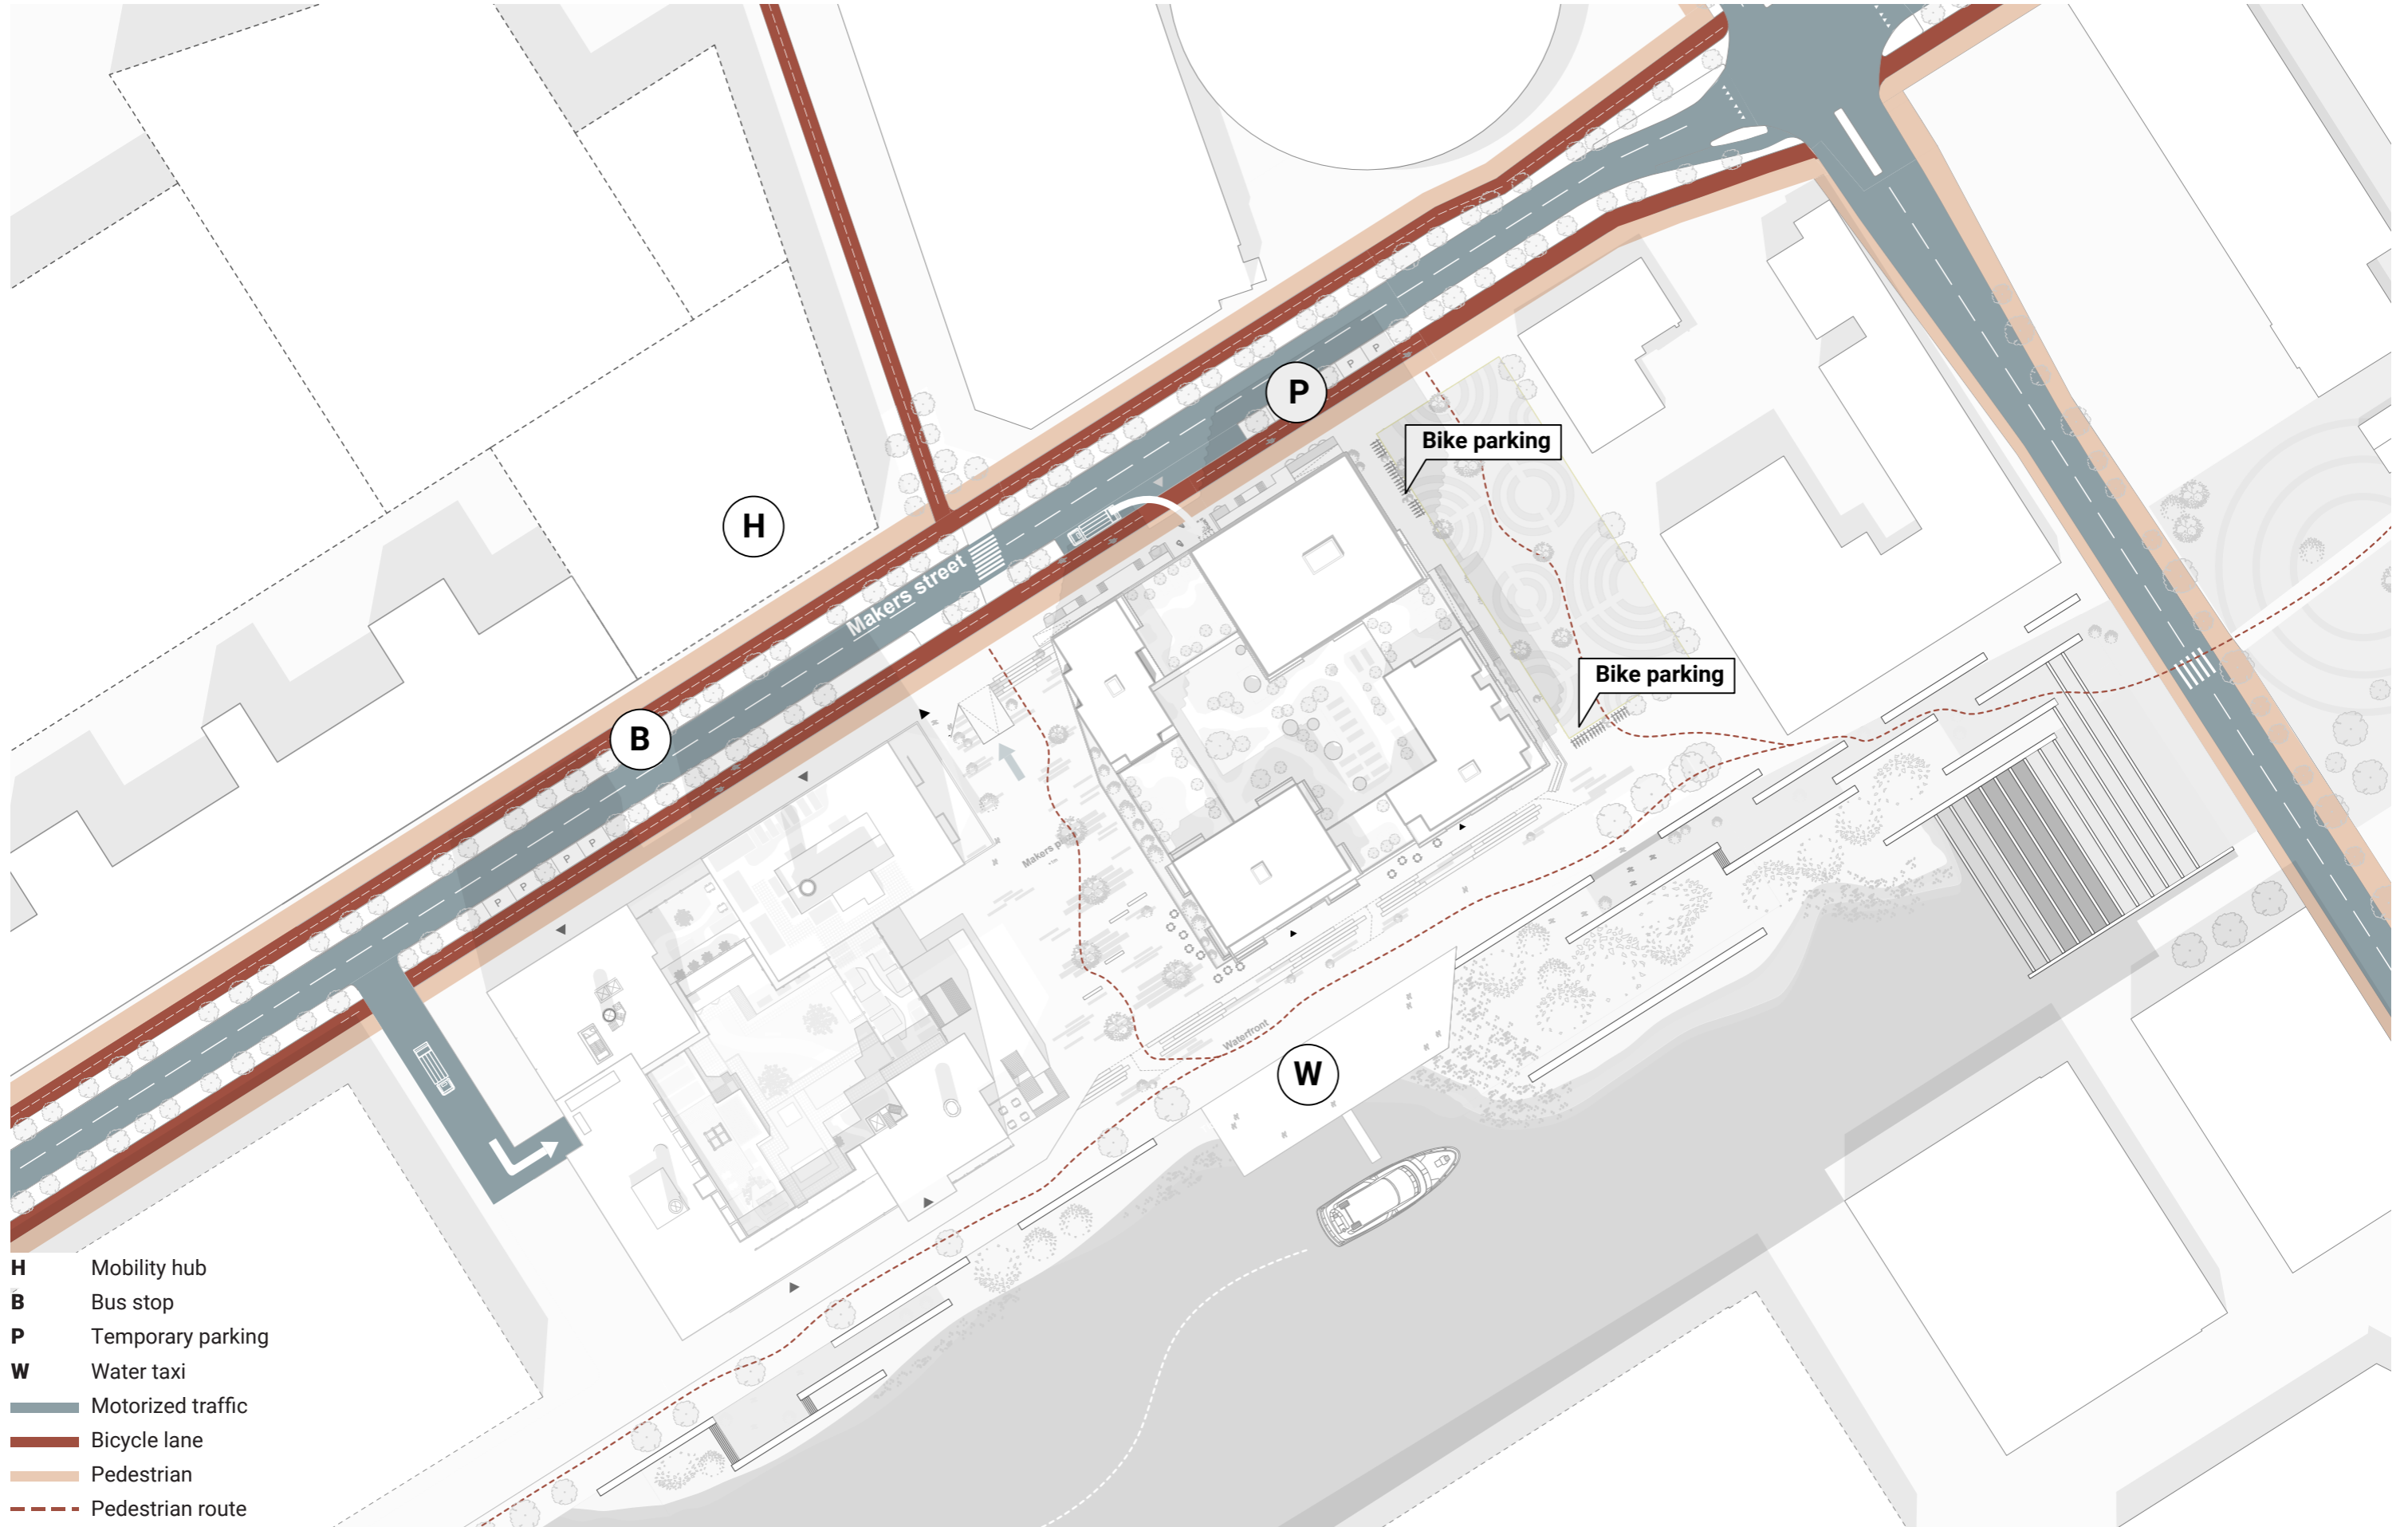 P
Bike parking
P
P
H
Makers street
Bike parking
B
Makers p
P
P
P
P
Waterfront
W
H Mobility hub
B Bus stop
P Temporary parking
W Water taxi
Motorized traffic
Bicycle lane
Pedestrian
Pedestrian route